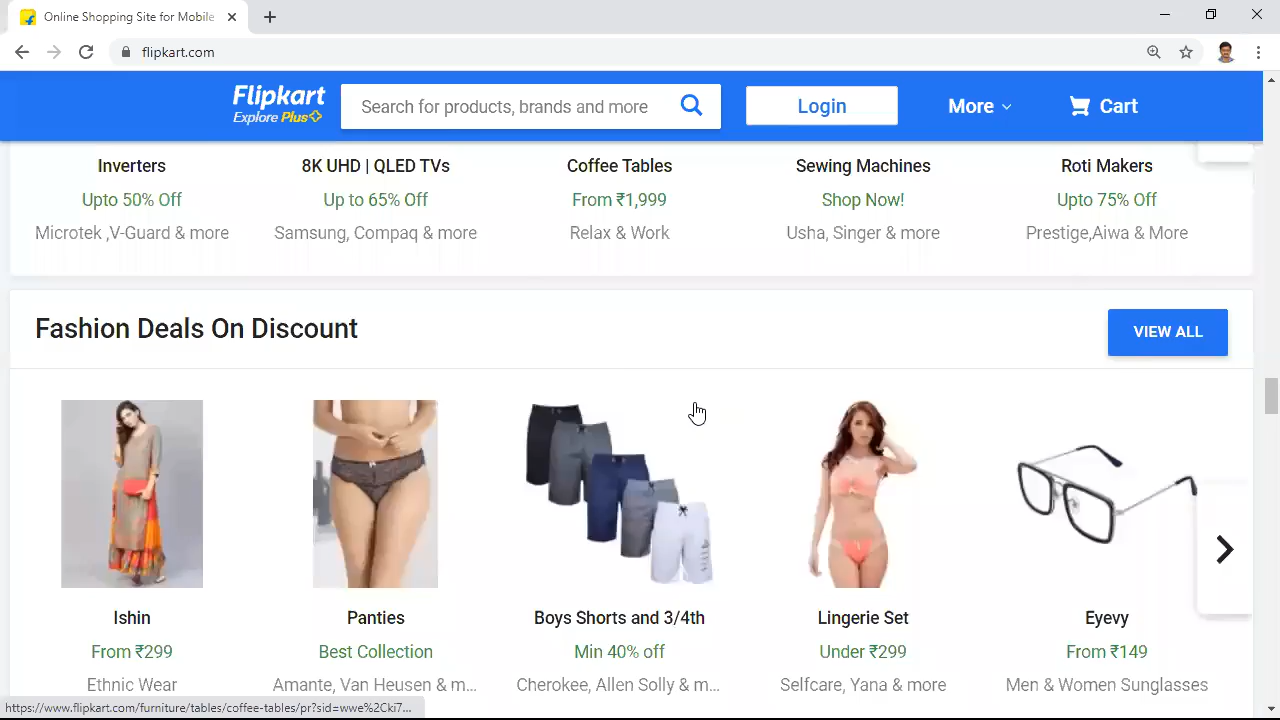 Online Shopping Site for Mobile
flipkart.com
Flipkart
Explore Plus
Search for products, brands and more
Login
More
Cart
Inverters
Upto 50% Off
Microtek ,V-Guard & more
8K UHD | QLED TVs
Up to 65% Off
Samsung, Compaq & more
Coffee Tables
From ₹1,999
Relax & Work
Sewing Machines
Shop Now!
Usha, Singer & more
Roti Makers
Upto 75% Off
Prestige,Aiwa & More
Fashion Deals On Discount
VIEW ALL
Ishin
From ₹299
Ethnic Wear
Panties
Best Collection
Amante, Van Heusen & m...
Boys Shorts and 3/4th
Min 40% off
Cherokee, Allen Solly & m...
Lingerie Set
Under ₹299
Selfcare, Yana & more
Eyevy
From ₹149
Men & Women Sunglasses
https://www.flipkart.com/furniture/tables/coffee-tables/pr?sid=wwe%2Cki7...